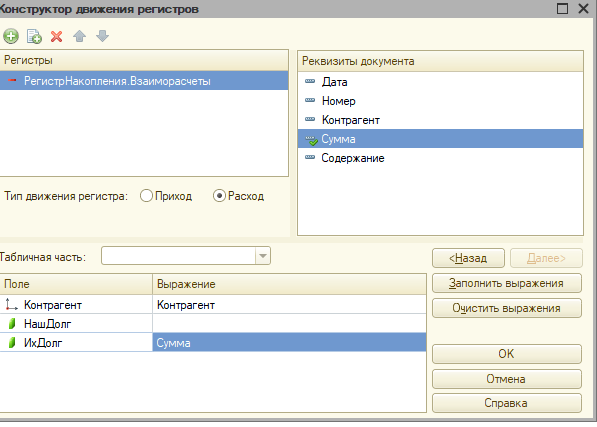 Конструктор движения регистров
Регистры
РегистрНакопления.Взаиморасчеты
Реквизиты документа
Дата
Номер
Контрагент
Сумма
Содержание
Тип движения регистра: Приход Расход
Табличная часть:
<Назад Далее>
Заполнить выражения
Очистить выражения
Поле Выражение
Контрагент Контрагент
НашДолг
ИхДолг Сумма
ОК
Отмена
Справка